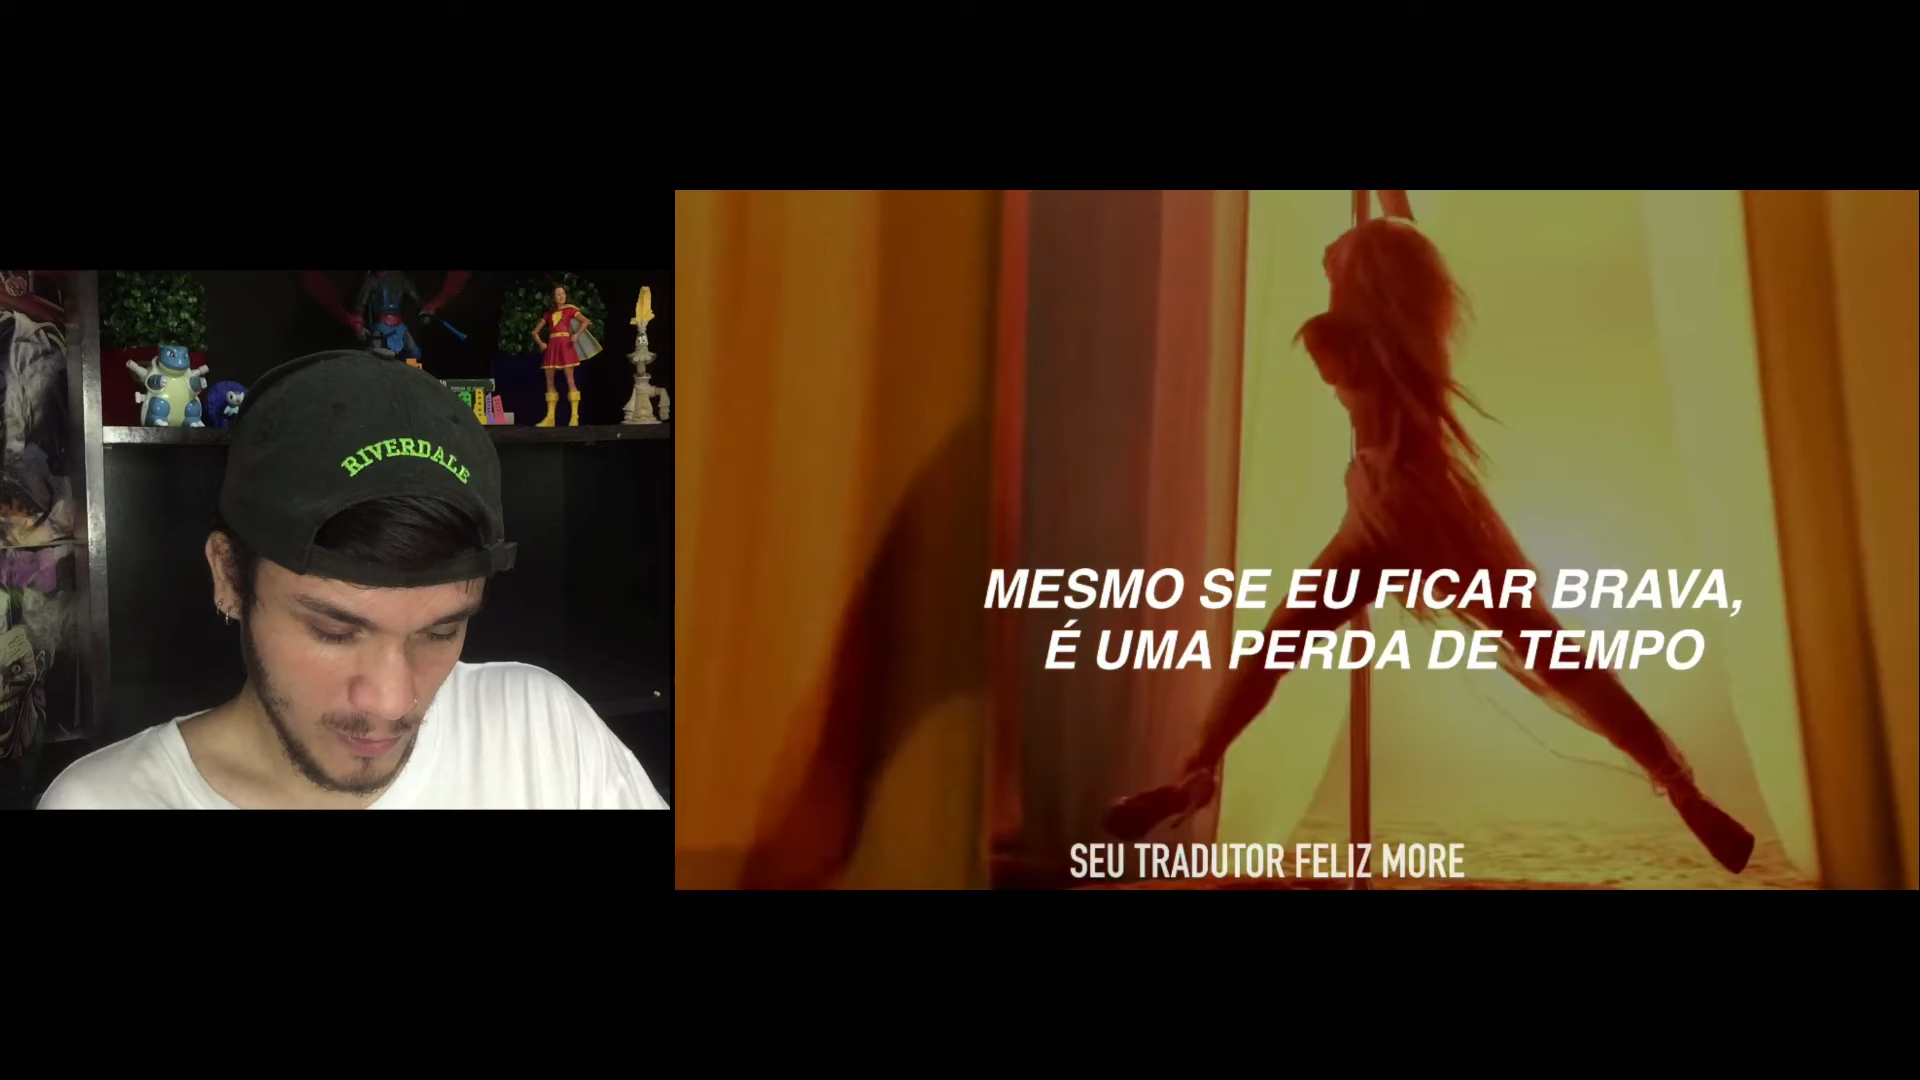 RIVERDALE
MESMO SE EU FICAR BRAVA,
É UMA PERDA DE TEMPO
SEU TRADUTOR FELIZ MORE